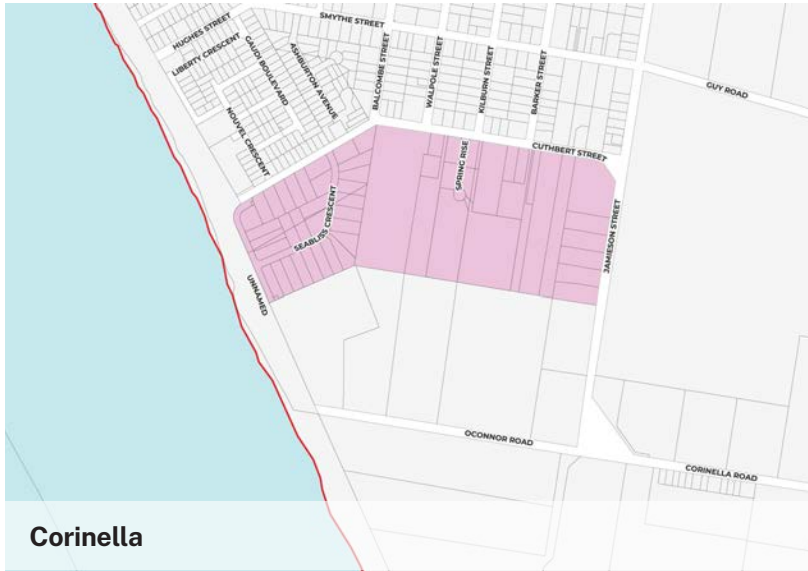 SMYTHE STREET
HUGHES STREET
LIBERTY CRESCENT
GAUDI BOULEVARD
ASHBURTON AVENUE
BALCOMBE STREET
WALPOLE STREET
KILBURN STREET
BARKER STREET
GUY ROAD
NOUVEL CRESCENT
CUTHBERT STREET
SPRING RISE
SEABLISS CRESCENT
JAMIESON STREET
UNNAMED
OCONNOR ROAD
CORINELLA ROAD
Corinella